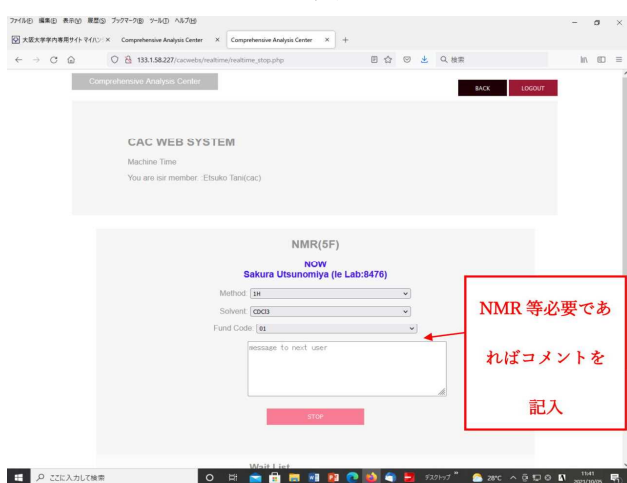 ファイル(F) 編集(E) 表示(V) 履歴(S) ブックマーク(B) ツール(T) ヘルプ(H)
大阪大学学内専用サイト マイハン × Comprehensive Analysis Center × Comprehensive Analysis Center × +
133.1.58.227/cacwebs/realtime/realtime_stop.php
検索
Comprehensive Analysis Center
BACK LOGOUT
CAC WEB SYSTEM
Machine Time
You are isir member. :Etsuko Tani(cac)
NMR(5F)
NOW
Sakura Utsunomiya (Ie Lab:8476)
Method: 1H
Solvent: CDCl3
Fund Code: 01
message to next user
STOP
Wait List
NMR 等必要であ
ればコメントを
記入
ここに入力して検索
デスクトップ
28°C
11:41
2021/10/05